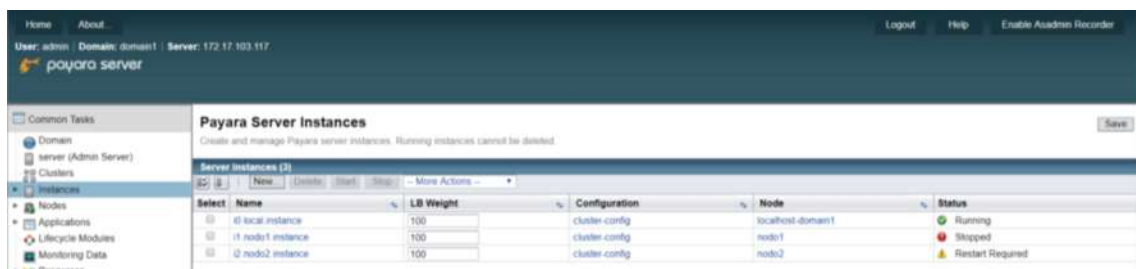 Home About...
Logout Help Enable Asadmin Recorder
User: admin Domain: domain1 Server: 172.17.103.117
payara server
Common Tasks
Domain
server (Admin Server)
Clusters
Instances
Nodes
Applications
Lifecycle Modules
Monitoring Data
Payara Server Instances
Save
Create and manage Payara server instances. Running instances cannot be deleted.
Server Instances (3)
New... Delete Start Stop -- More Actions --
Select Name LB Weight Configuration Node Status
i0 local.instance 100 cluster-config localhost-domain1 Running
i1 nodo1 instance 100 cluster-config nodo1 Stopped
i2 nodo2 instance 100 cluster-config nodo2 Restart Required